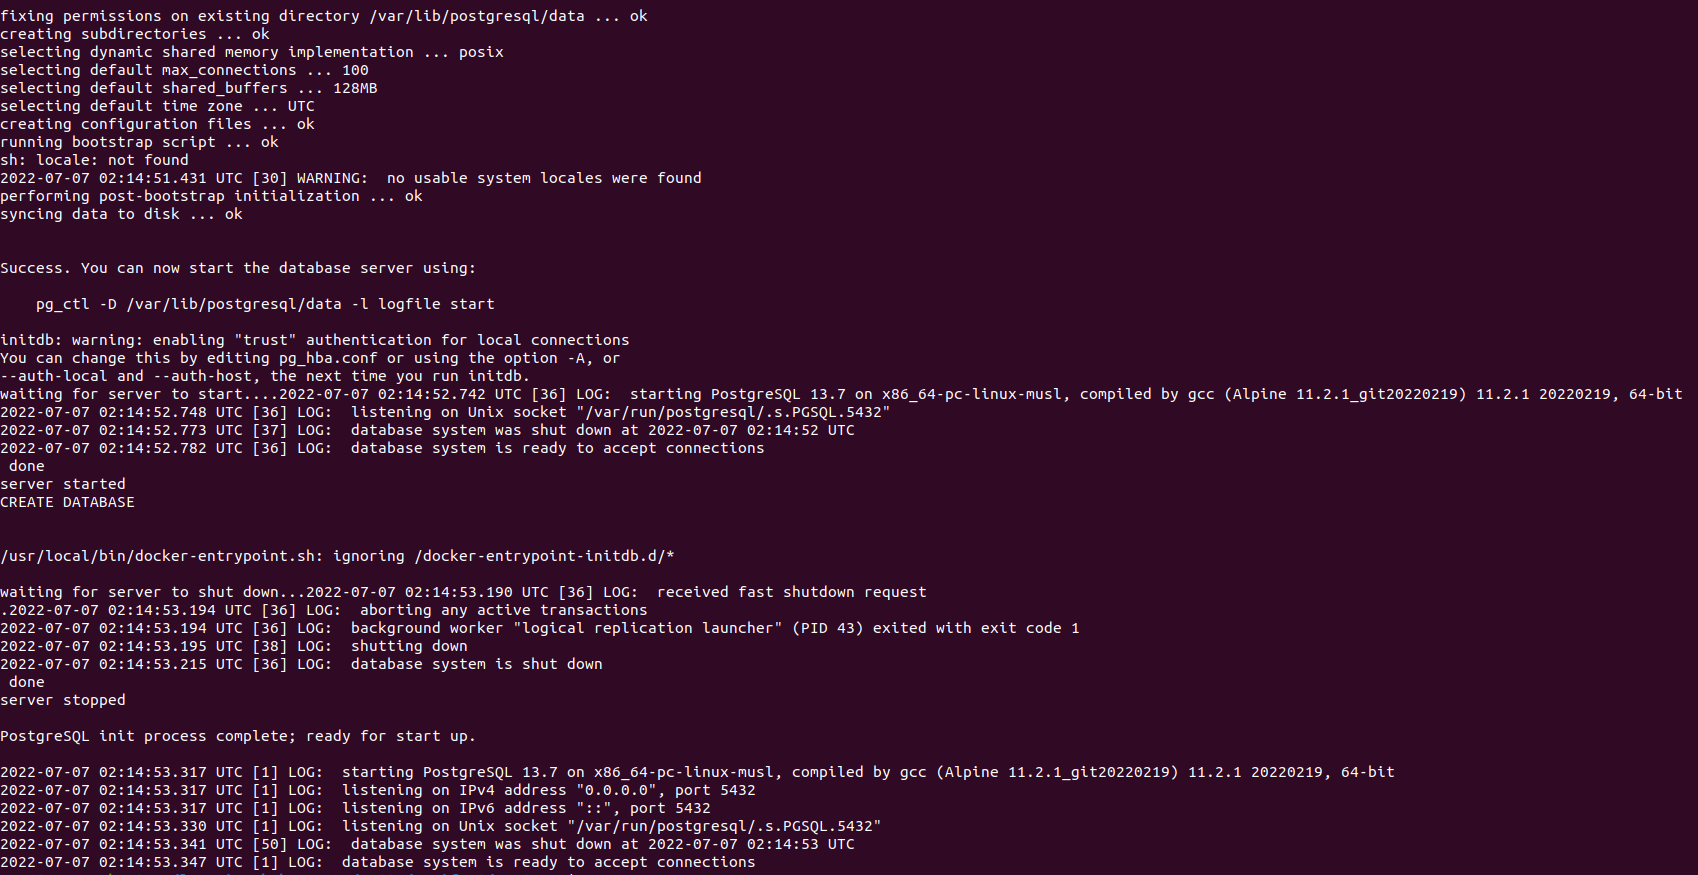 fixing permissions on existing directory /var/lib/postgresql/data ... ok
creating subdirectories ... ok
selecting dynamic shared memory implementation ... posix
selecting default max_connections ... 100
selecting default shared_buffers ... 128MB
selecting default time zone ... UTC
creating configuration files ... ok
running bootstrap script ... ok
sh: locale: not found
2022-07-07 02:14:51.431 UTC [30] WARNING:  no usable system locales were found
performing post-bootstrap initialization ... ok
syncing data to disk ... ok
Success. You can now start the database server using:
    pg_ctl -D /var/lib/postgresql/data -l logfile start
initdb: warning: enabling "trust" authentication for local connections
You can change this by editing pg_hba.conf or using the option -A, or
--auth-local and --auth-host, the next time you run initdb.
waiting for server to start....2022-07-07 02:14:52.742 UTC [36] LOG:  starting PostgreSQL 13.7 on x86_64-pc-linux-musl, compiled by gcc (Alpine 11.2.1_git20220219) 11.2.1 20220219, 64-bit
2022-07-07 02:14:52.748 UTC [36] LOG:  listening on Unix socket "/var/run/postgresql/.s.PGSQL.5432"
2022-07-07 02:14:52.773 UTC [37] LOG:  database system was shut down at 2022-07-07 02:14:52 UTC
2022-07-07 02:14:52.782 UTC [36] LOG:  database system is ready to accept connections
 done
server started
CREATE DATABASE
/usr/local/bin/docker-entrypoint.sh: ignoring /docker-entrypoint-initdb.d/*
waiting for server to shut down...2022-07-07 02:14:53.190 UTC [36] LOG:  received fast shutdown request
.2022-07-07 02:14:53.194 UTC [36] LOG:  aborting any active transactions
2022-07-07 02:14:53.194 UTC [36] LOG:  background worker "logical replication launcher" (PID 43) exited with exit code 1
2022-07-07 02:14:53.195 UTC [38] LOG:  shutting down
2022-07-07 02:14:53.215 UTC [36] LOG:  database system is shut down
 done
server stopped
PostgreSQL init process complete; ready for start up.
2022-07-07 02:14:53.317 UTC [1] LOG:  starting PostgreSQL 13.7 on x86_64-pc-linux-musl, compiled by gcc (Alpine 11.2.1_git20220219) 11.2.1 20220219, 64-bit
2022-07-07 02:14:53.317 UTC [1] LOG:  listening on IPv4 address "0.0.0.0", port 5432
2022-07-07 02:14:53.317 UTC [1] LOG:  listening on IPv6 address "::", port 5432
2022-07-07 02:14:53.330 UTC [1] LOG:  listening on Unix socket "/var/run/postgresql/.s.PGSQL.5432"
2022-07-07 02:14:53.341 UTC [50] LOG:  database system was shut down at 2022-07-07 02:14:53 UTC
2022-07-07 02:14:53.347 UTC [1] LOG:  database system is ready to accept connections